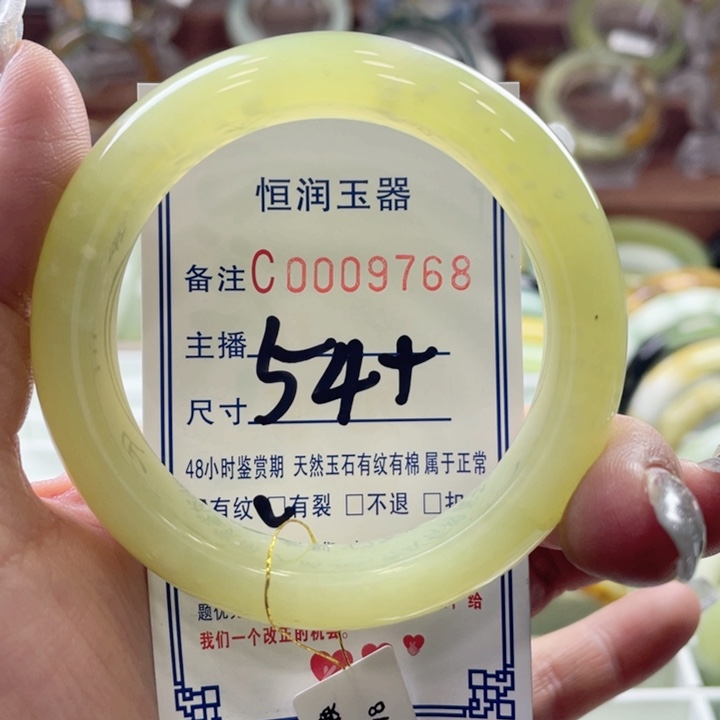 恒润玉器
备注C0009768
主播
54+
尺寸
48小时鉴赏期 天然玉石有纹有棉属于正常
有纹 ☑有裂 □不退 □
给
我们一个改正的机会。